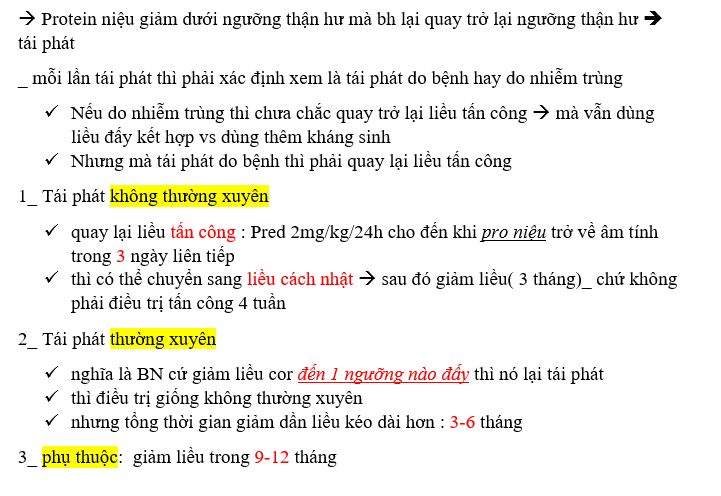 → Protein niệu giảm dưới ngưỡng thận hư mà bh lại quay trở lại ngưỡng thận hư →
tái phát
_ mỗi lần tái phát thì phải xác định xem là tái phát do bệnh hay do nhiễm trùng
✓ Nếu do nhiễm trùng thì chưa chắc quay trở lại liều tấn công → mà vẫn dùng
liều đấy kết hợp vs dùng thêm kháng sinh
✓ Nhưng mà tái phát do bệnh thì phải quay lại liều tấn công
1_ Tái phát không thường xuyên
✓ quay lại liều tấn công : Pred 2mg/kg/24h cho đến khi pro niệu trở về âm tính
trong 3 ngày liên tiếp
✓ thì có thể chuyển sang liều cách nhật → sau đó giảm liều( 3 tháng)_ chứ không
phải điều trị tấn công 4 tuần
2_ Tái phát thường xuyên
✓ nghĩa là BN cứ giảm liều cor đến 1 ngưỡng nào đấy thì nó lại tái phát
✓ thì điều trị giống không thường xuyên
✓ nhưng tổng thời gian giảm dần liều kéo dài hơn : 3-6 tháng
3_ phụ thuộc: giảm liều trong 9-12 tháng